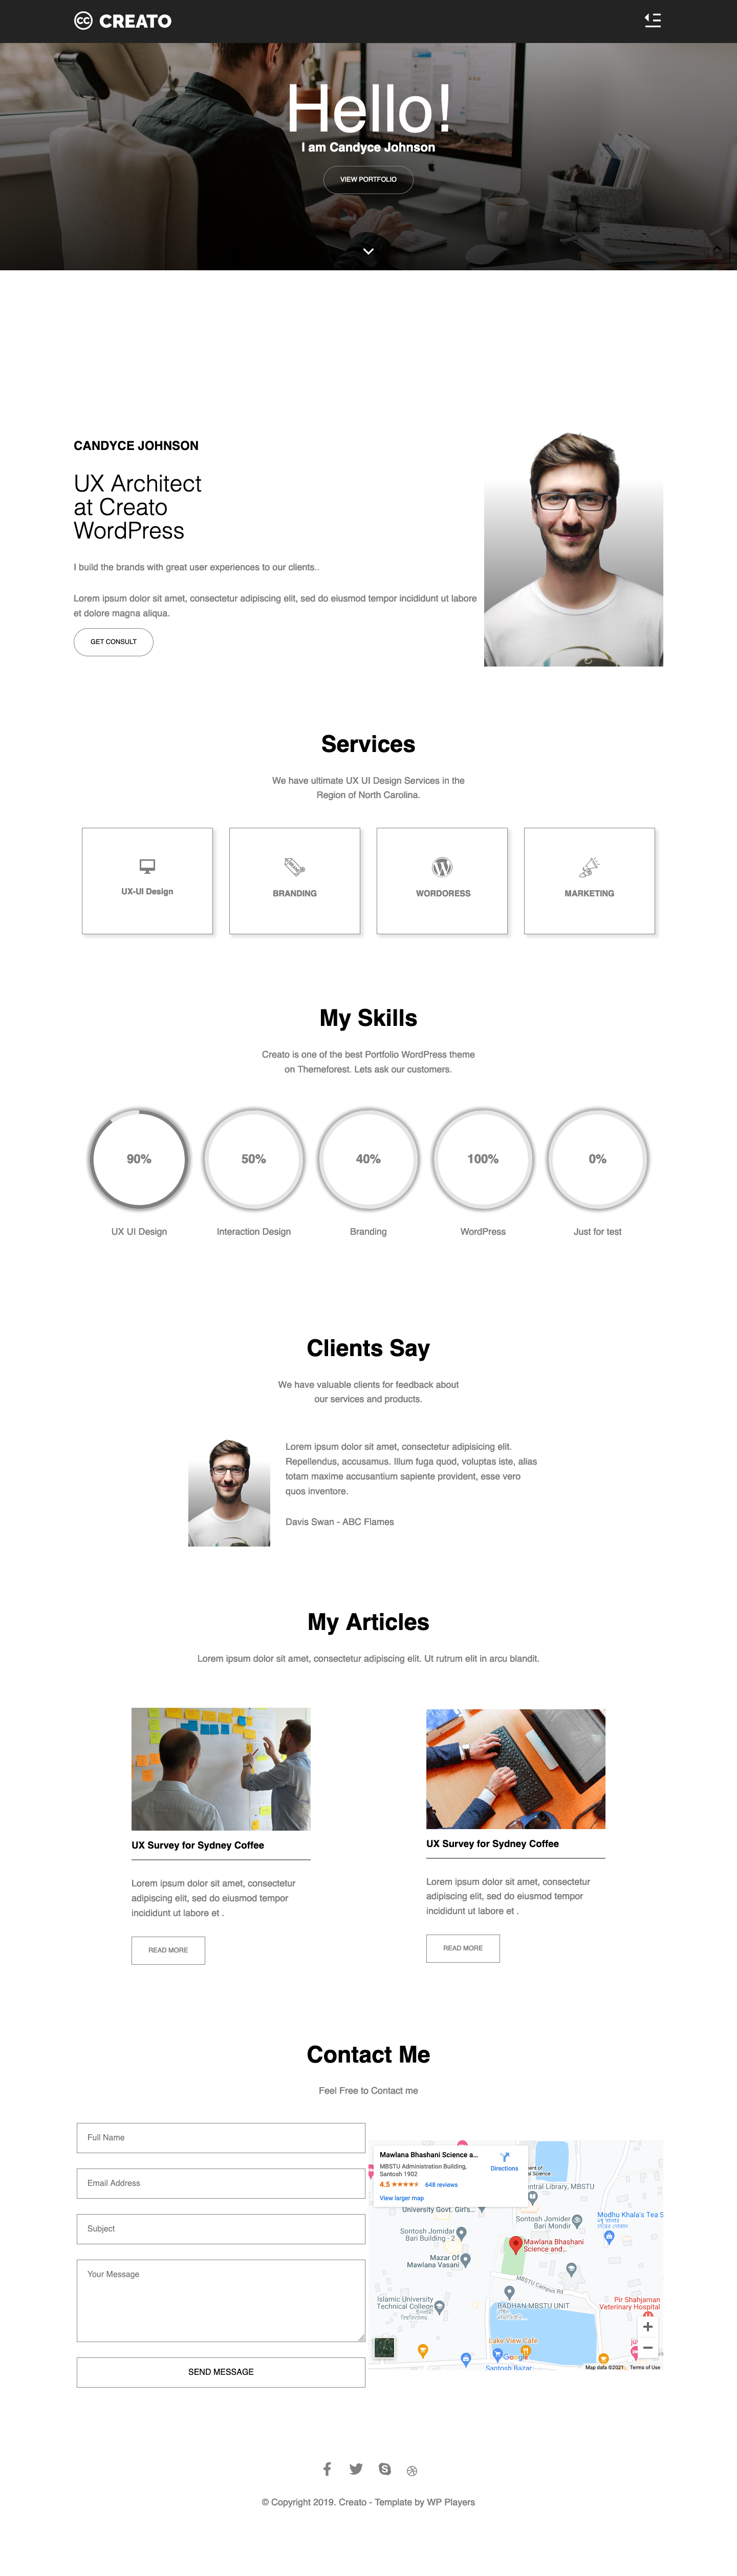 CC CREATO
Hello!
I am Candyce Johnson
VIEW PORTFOLIO
CANDYCE JOHNSON
UX Architect
at Creato
WordPress
I build the brands with great user experiences to our clients..
Lorem ipsum dolor sit amet, consectetur adipiscing elit, sed do eiusmod tempor incididunt ut labore
et dolore magna aliqua.
GET CONSULT
Services
We have ultimate UX UI Design Services in the
Region of North Carolina.
UX-UI Design
BRANDING
WORDORESS
MARKETING
My Skills
Creato is one of the best Portfolio WordPress theme
on Themeforest. Lets ask our customers.
90%
50%
40%
100%
0%
UX UI Design
Interaction Design
Branding
WordPress
Just for test
Clients Say
We have valuable clients for feedback about
our services and products.
Lorem ipsum dolor sit amet, consectetur adipisicing elit.
Repellendus, accusamus. Illum fuga quod, voluptas iste, alias
totam maxime accusantium sapiente provident, esse vero
quos inventore.
Davis Swan - ABC Flames
My Articles
Lorem ipsum dolor sit amet, consectetur adipiscing elit. Ut rutrum elit in arcu blandit.
UX Survey for Sydney Coffee
Lorem ipsum dolor sit amet, consectetur
adipiscing elit, sed do eiusmod tempor
incididunt ut labore et .
READ MORE
UX Survey for Sydney Coffee
Lorem ipsum dolor sit amet, consectetur
adipiscing elit, sed do eiusmod tempor
incididunt ut labore et .
READ MORE
Contact Me
Feel Free to Contact me
Full Name
Email Address
Subject
Your Message
SEND MESSAGE
Mawlana Bhashani Science a...
MBSTU Administration Building,
Santosh 1902
4.5
648 reviews
View larger map
Directions
ent of
al Science
entral Library, MBSTU
University Govt. Girl's...
Santosh Jomidar
Bari Mondir
Modhu Khala's Tea S
Santosh Jomidar
Bari Building - 2
Mawlana Bhashani
Science and...
Mazar Of
Mawlana Vasani
MBSTU Campus Rd
Islamic University
Technical College
PADHAN MBSTU UNIT
Pir Shahjaman
Veterinary Hospital
Lake View Cafe
Google
Santosh Bazar
Map data ©2021
Terms of Use
© Copyright 2019. Creato - Template by WP Players